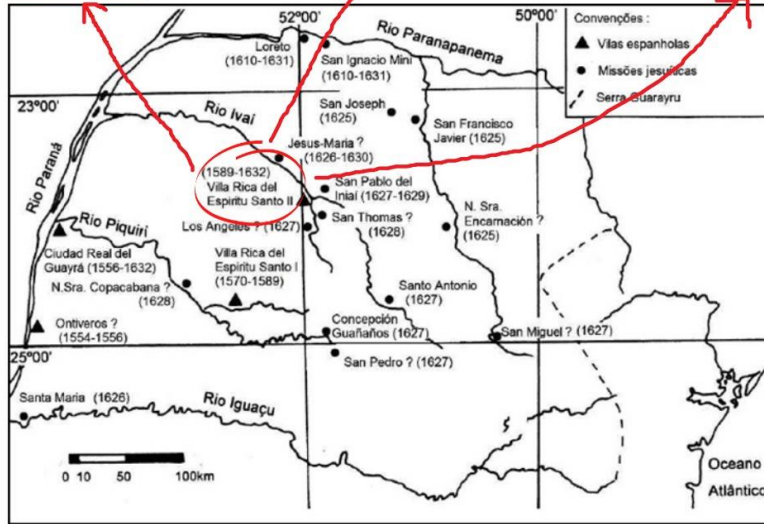 52°00'
50°00'
Convenções :
Vilas espanholas
Missões jesuíticas
Serra Guarayru
Rio Paranapanema
Loreto
(1610-1631)
San Ignacio Mini
(1610-1631)
23°00'
Rio Ivaí
San Joseph
(1625)
San Francisco
Javier (1625)
Jesus-Maria ?
(1626-1630)
Rio Paraná
(1589-1632)
Villa Rica del
Espiritu Santo II
San Pablo del
Iniaí (1627-1629)
San Thomas ?
(1628)
N. Sra.
Encarnación ?
(1625)
Rio Piquiri
Los Angeles ? (1627)
Ciudad Real del
Guayrá (1556-1632)
Villa Rica del
Espiritu Santo I
(1570-1589)
N.Sra. Copacabana ?
(1628)
Santo Antonio
(1627)
Ontiveros ?
(1554-1556)
Concepción
Guañaños (1627)
San Miguel ? (1627)
25°00'
San Pedro ? (1627)
Santa Maria (1626)
Rio Iguaçu
0 10 50 100km
Oceano
Atlântico